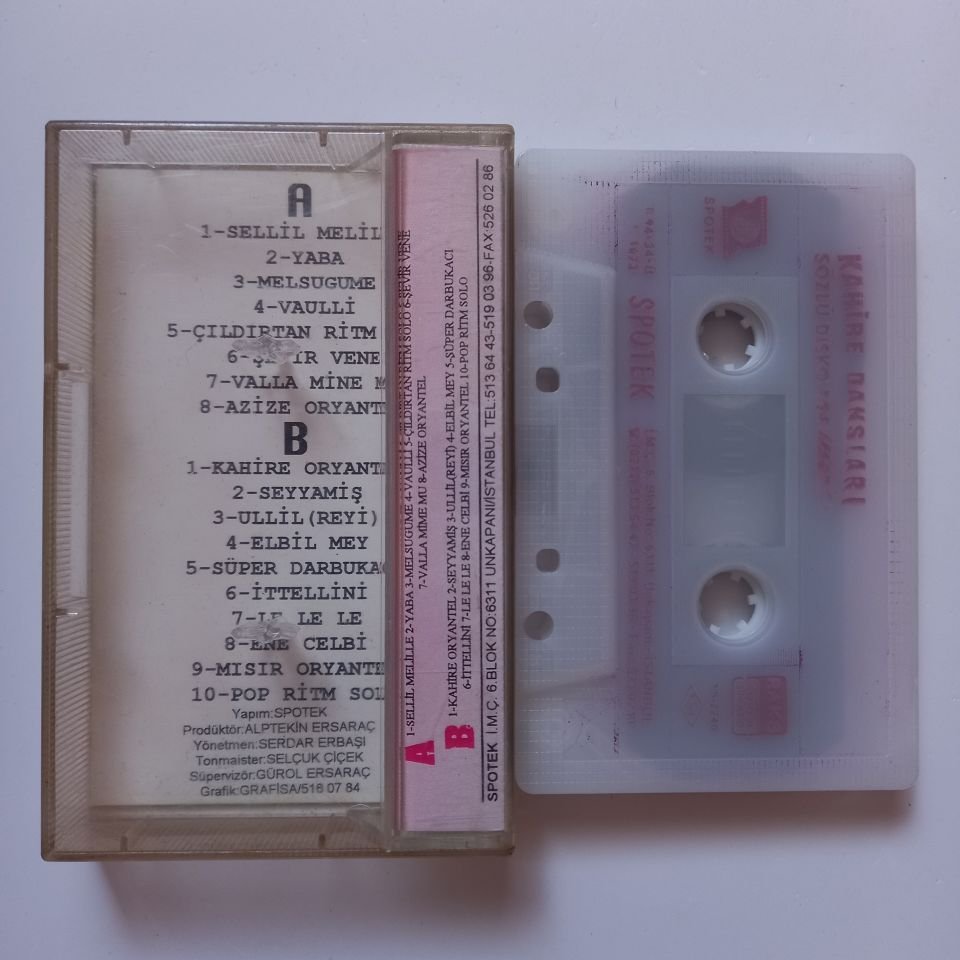 A
1-SELLİL MELİL
2-YABA
3-MELSUGUME
4-VAULLİ
5-ÇILDIRTAN RİTM
6-Ş İR VENE
7-VALLA MİNE M
8-AZİZE ORYANT
B
1-KAHİRE ORYANT
2-SEYYAMİŞ
3-ULLİL(REYİ)
4-ELBİL MEY
5-SÜPER DARBUKA
6-İTTELLİNİ
7-LE LE LE
8-ENE CELBİ
9-MISIR ORYANTE
10-POP RİTM SOL
Yapım:SPOTEK
Prodüktör:ALPTEKİN ERSARAÇ
Yönetmen:SERDAR ERBAŞI
Tonmaister:SELÇUK ÇİÇEK
Süpervizör:GÜROL ERSARAÇ
Grafik:GRAFİSA/518 07 84
A
1-SELLİL MELİLLE 2-YABA 3-MELSUGUME 4-VAULLİ 5-ÇILDIRTAN RİTM SOLO 6-ŞEVİR VENE
7-VALLA MİME MU 8-AZİZE ORYANTEL
B
1-KAHİRE ORYANTEL 2-SEYYAMİŞ 3-ULLİL(REYİ) 4-ELBİL MEY 5-SÜPER DARBUKACI
6-İTTELLİNİ 7-LE LE LE 8-ENE CELBİ 9-MISIR ORYANTEL 10-POP RİTM SOLO
SPOTEK İ.M.Ç. 6.BLOK NO:6311 UNKAPANI/İSTANBUL TEL:513 64 43-519 03 96-FAX:526 02 86
SPOTEK
SPOTEK
KAHİRE DANSLARI
SÖZLÜ